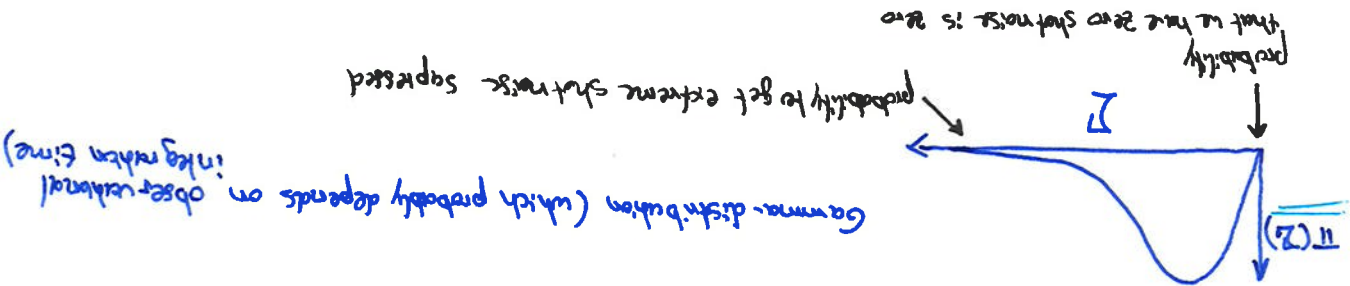 Π(Σ)
Gamma-distribution (which probably depends on observational
integration time)
Σ
probability to get extreme shot noise supressed
probability
that we have zero shot noise is zero